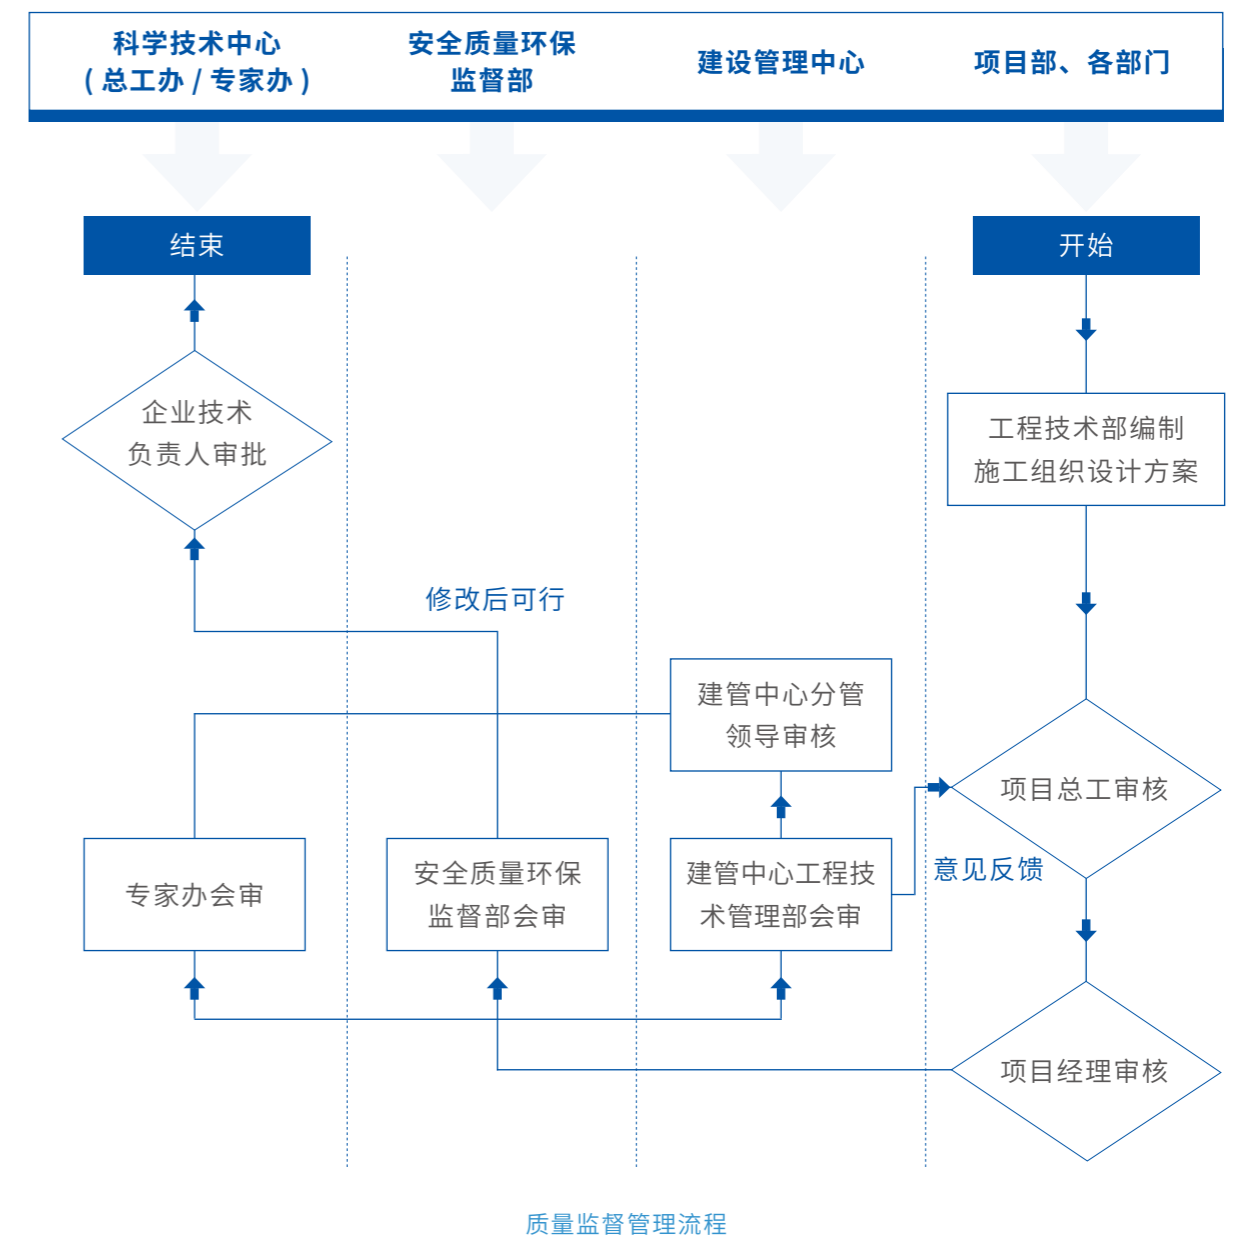 科学技术中心
( 总工办 / 专家办 )
安全质量环保
监督部
建设管理中心
项目部、各部门
结束
开始
企业技术
负责人审批
工程技术部编制
施工组织设计方案
修改后可行
建管中心分管
领导审核
项目总工审核
专家办会审
安全质量环保
监督部会审
建管中心工程技
术管理部会审
意见反馈
项目经理审核
质量监督管理流程